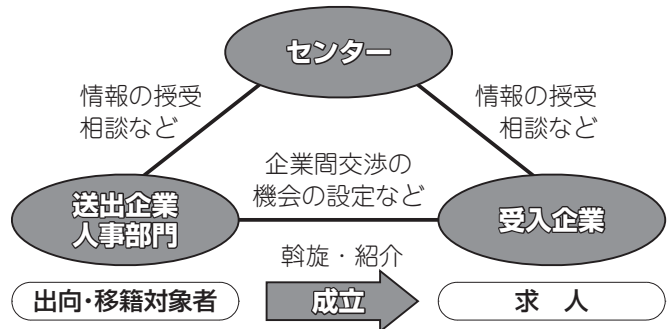 センター
情報の授受
相談など
情報の授受
相談など
企業間交渉の
機会の設定など
送出企業
人事部門
受入企業
斡旋・紹介
出向・移籍対象者
成立
求 人